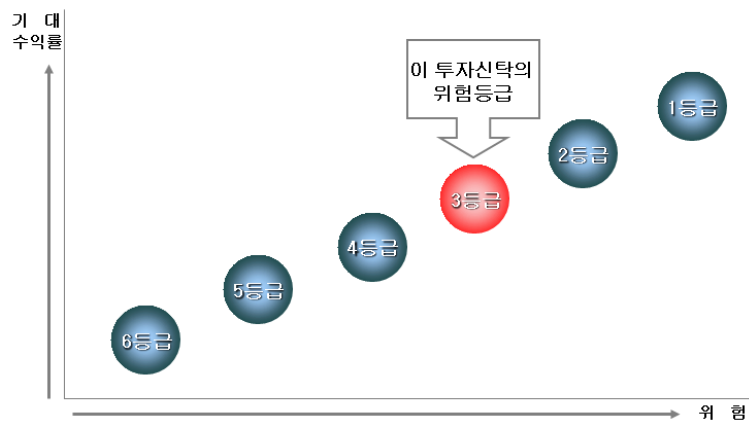 기 대
수익률
이 투자신탁의
위험등급
1등급
2등급
3등급
4등급
5등급
6등급
위 험